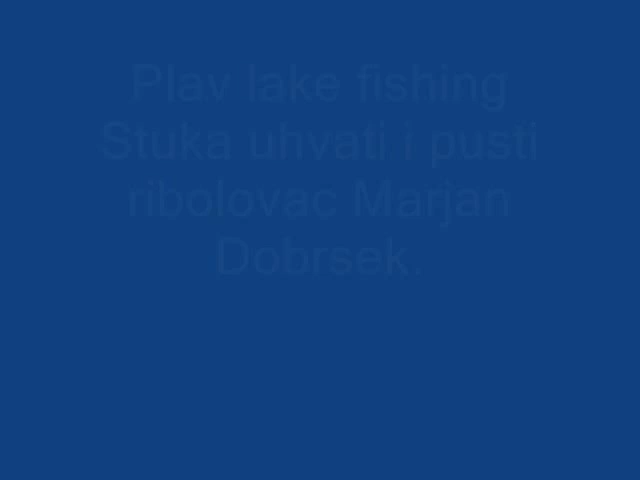 Plav lake fishing
Stuka uhvati i pusti
ribolovac Marjan
Dobrsek.